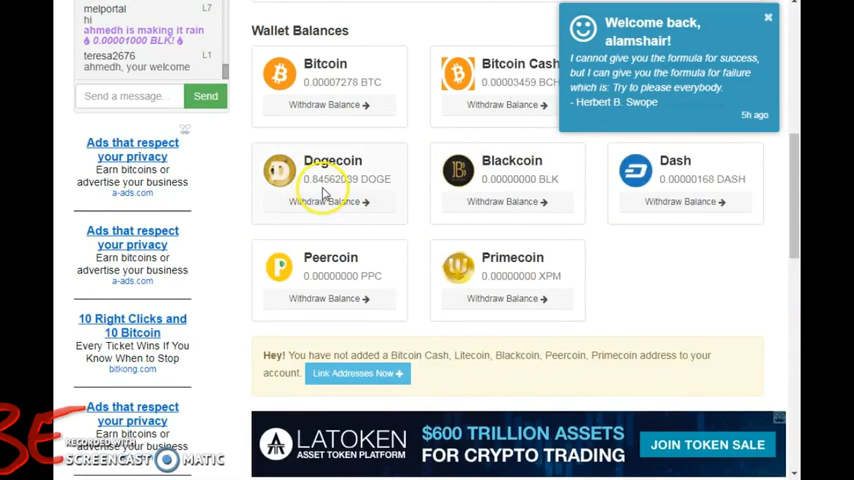 melportal
L7
hi
ahmedh is making it rain
0.00001000 BLK!
teresa2676
L1
ahmedh, your welcome
Send a message...
Send
Ads that respect
your privacy
Earn bitcoins or
advertise your business
a-ads.com
Ads that respect
your privacy
Earn bitcoins or
advertise your business
a-ads.com
10 Right Clicks and
10 Bitcoin
Every Ticket Wins If You
Know When to Stop
bitkong.com
Ads that respect
your privacy
Earn bitcoins or
advertise your business
BE
RECORDED WITH
SCREENCAST MATIC
Wallet Balances
Bitcoin
0.00007278 BTC
Withdraw Balance
Bitcoin Cash
0.00003459 BCH
Withdraw Balance
Dogecoin
0.84562039 DOGE
Withdraw Balance
Blackcoin
0.00000000 BLK
Withdraw Balance
Dash
0.00000168 DASH
Withdraw Balance
Peercoin
0.00000000 PPC
Withdraw Balance
Primecoin
0.00000000 XPM
Withdraw Balance
Hey! You have not added a Bitcoin Cash, Litecoin, Blackcoin, Peercoin, Primecoin address to your
account. Link Addresses Now +
LATOKEN
ASSET TOKEN PLATFORM
$600 TRILLION ASSETS
FOR CRYPTO TRADING
JOIN TOKEN SALE
Welcome back,
alamshair!
I cannot give you the formula for success,
but I can give you the formula for failure
which is: Try to please everybody.
- Herbert B. Swope
5h ago